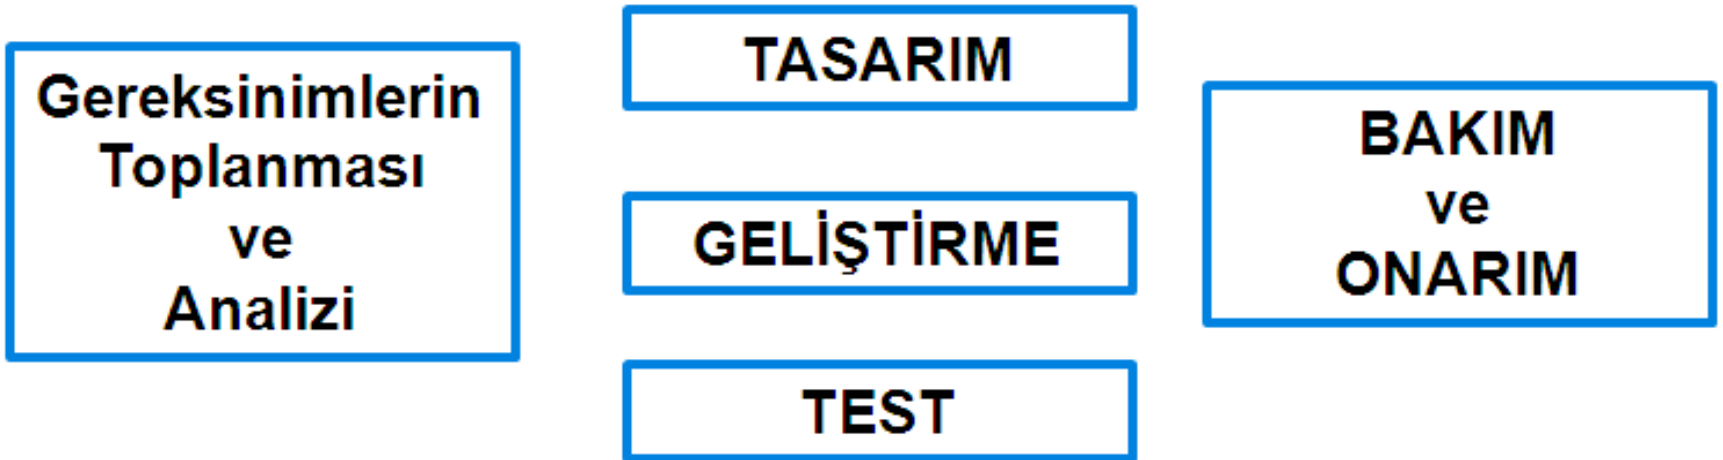 Gereksinimlerin
Toplanması
ve
Analizi
TASARIM
GELİŞTİRME
TEST
BAKIM
ve
ONARIM